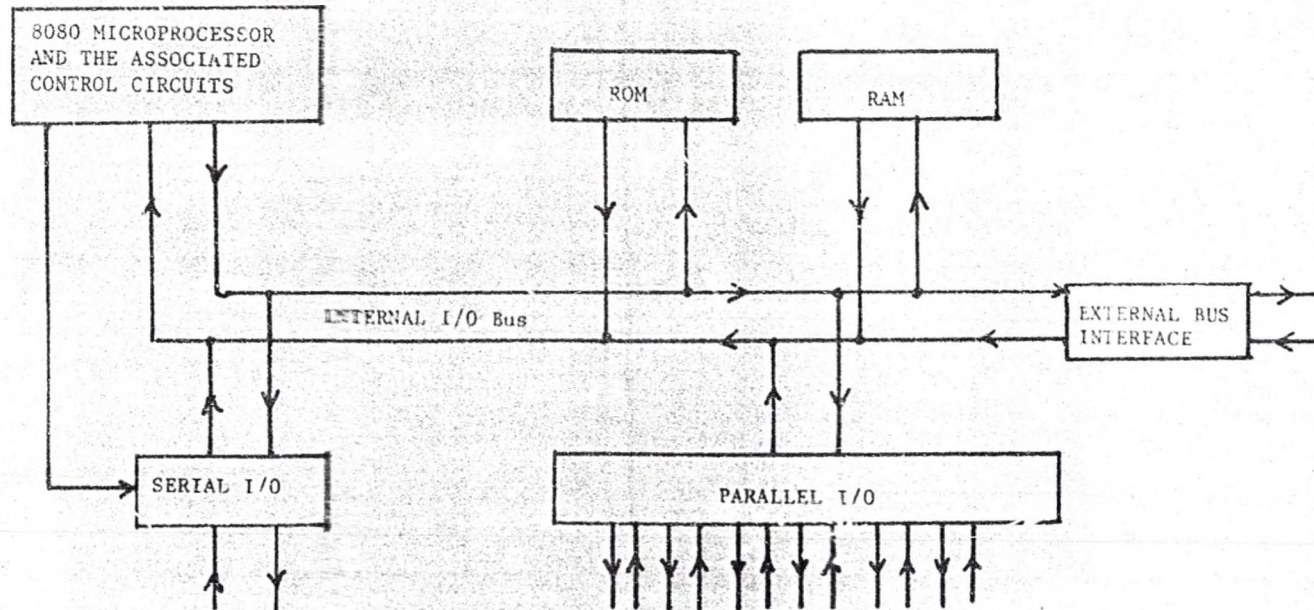 8080 MICROPROCESSOR
AND THE ASSOCIATED
CONTROL CIRCUITS
ROM
RAM
INTERNAL I/O Bus
EXTERNAL BUS
INTERFACE
SERIAL I/O
PARALLEL I/O